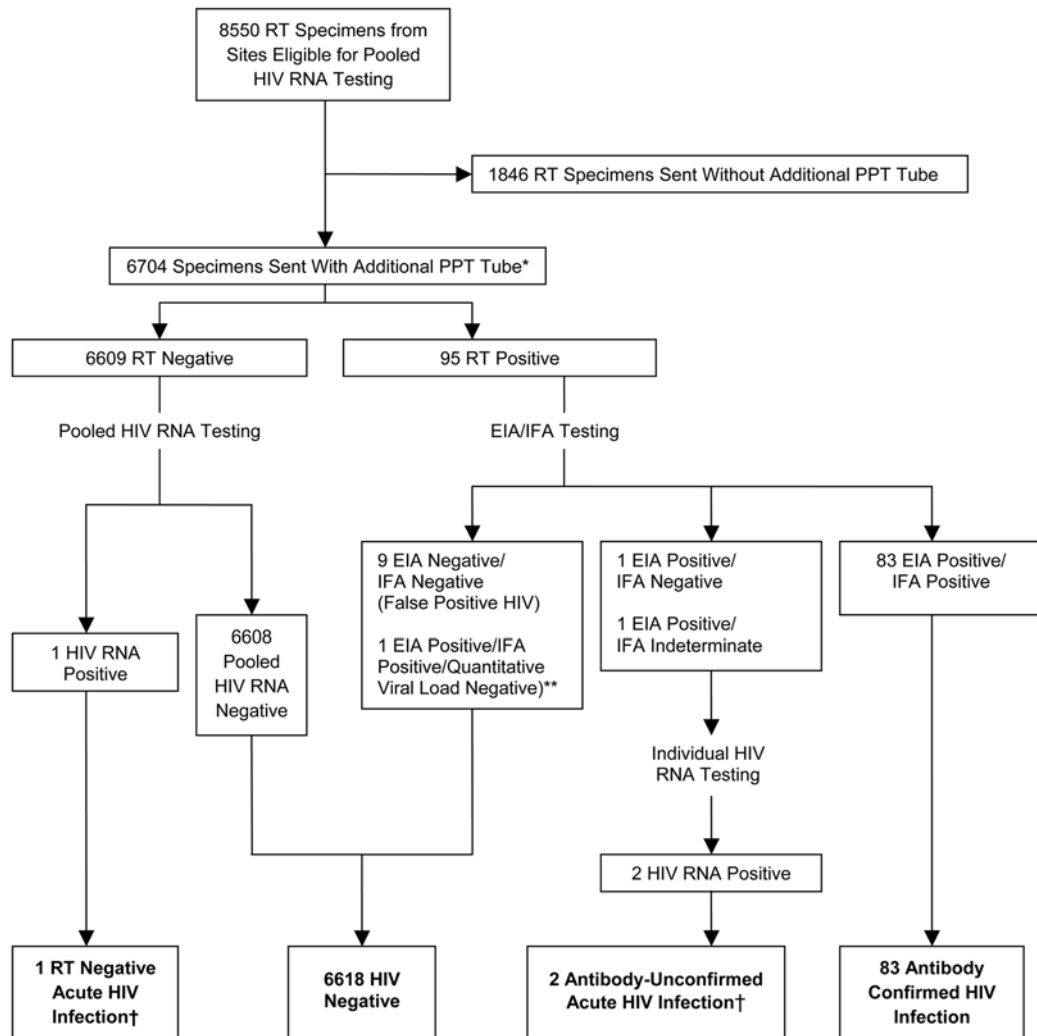 8550 RT Specimens from
Sites Eligible for Pooled
HIV RNA Testing
1846 RT Specimens Sent Without Additional PPT Tube
6704 Specimens Sent With Additional PPT Tube*
6609 RT Negative
95 RT Positive
Pooled HIV RNA Testing
EIA/IFA Testing
9 EIA Negative/
IFA Negative
(False Positive HIV)
1 EIA Positive/IFA
Positive/Quantitative
Viral Load Negative)**
1 EIA Positive/
IFA Negative
1 EIA Positive/
IFA Indeterminate
83 EIA Positive/
IFA Positive
1 HIV RNA
Positive
6608
Pooled
HIV RNA
Negative
Individual HIV
RNA Testing
2 HIV RNA Positive
1 RT Negative
Acute HIV
Infection†
6618 HIV
Negative
2 Antibody-Unconfirmed
Acute HIV Infection†
83 Antibody
Confirmed HIV
Infection